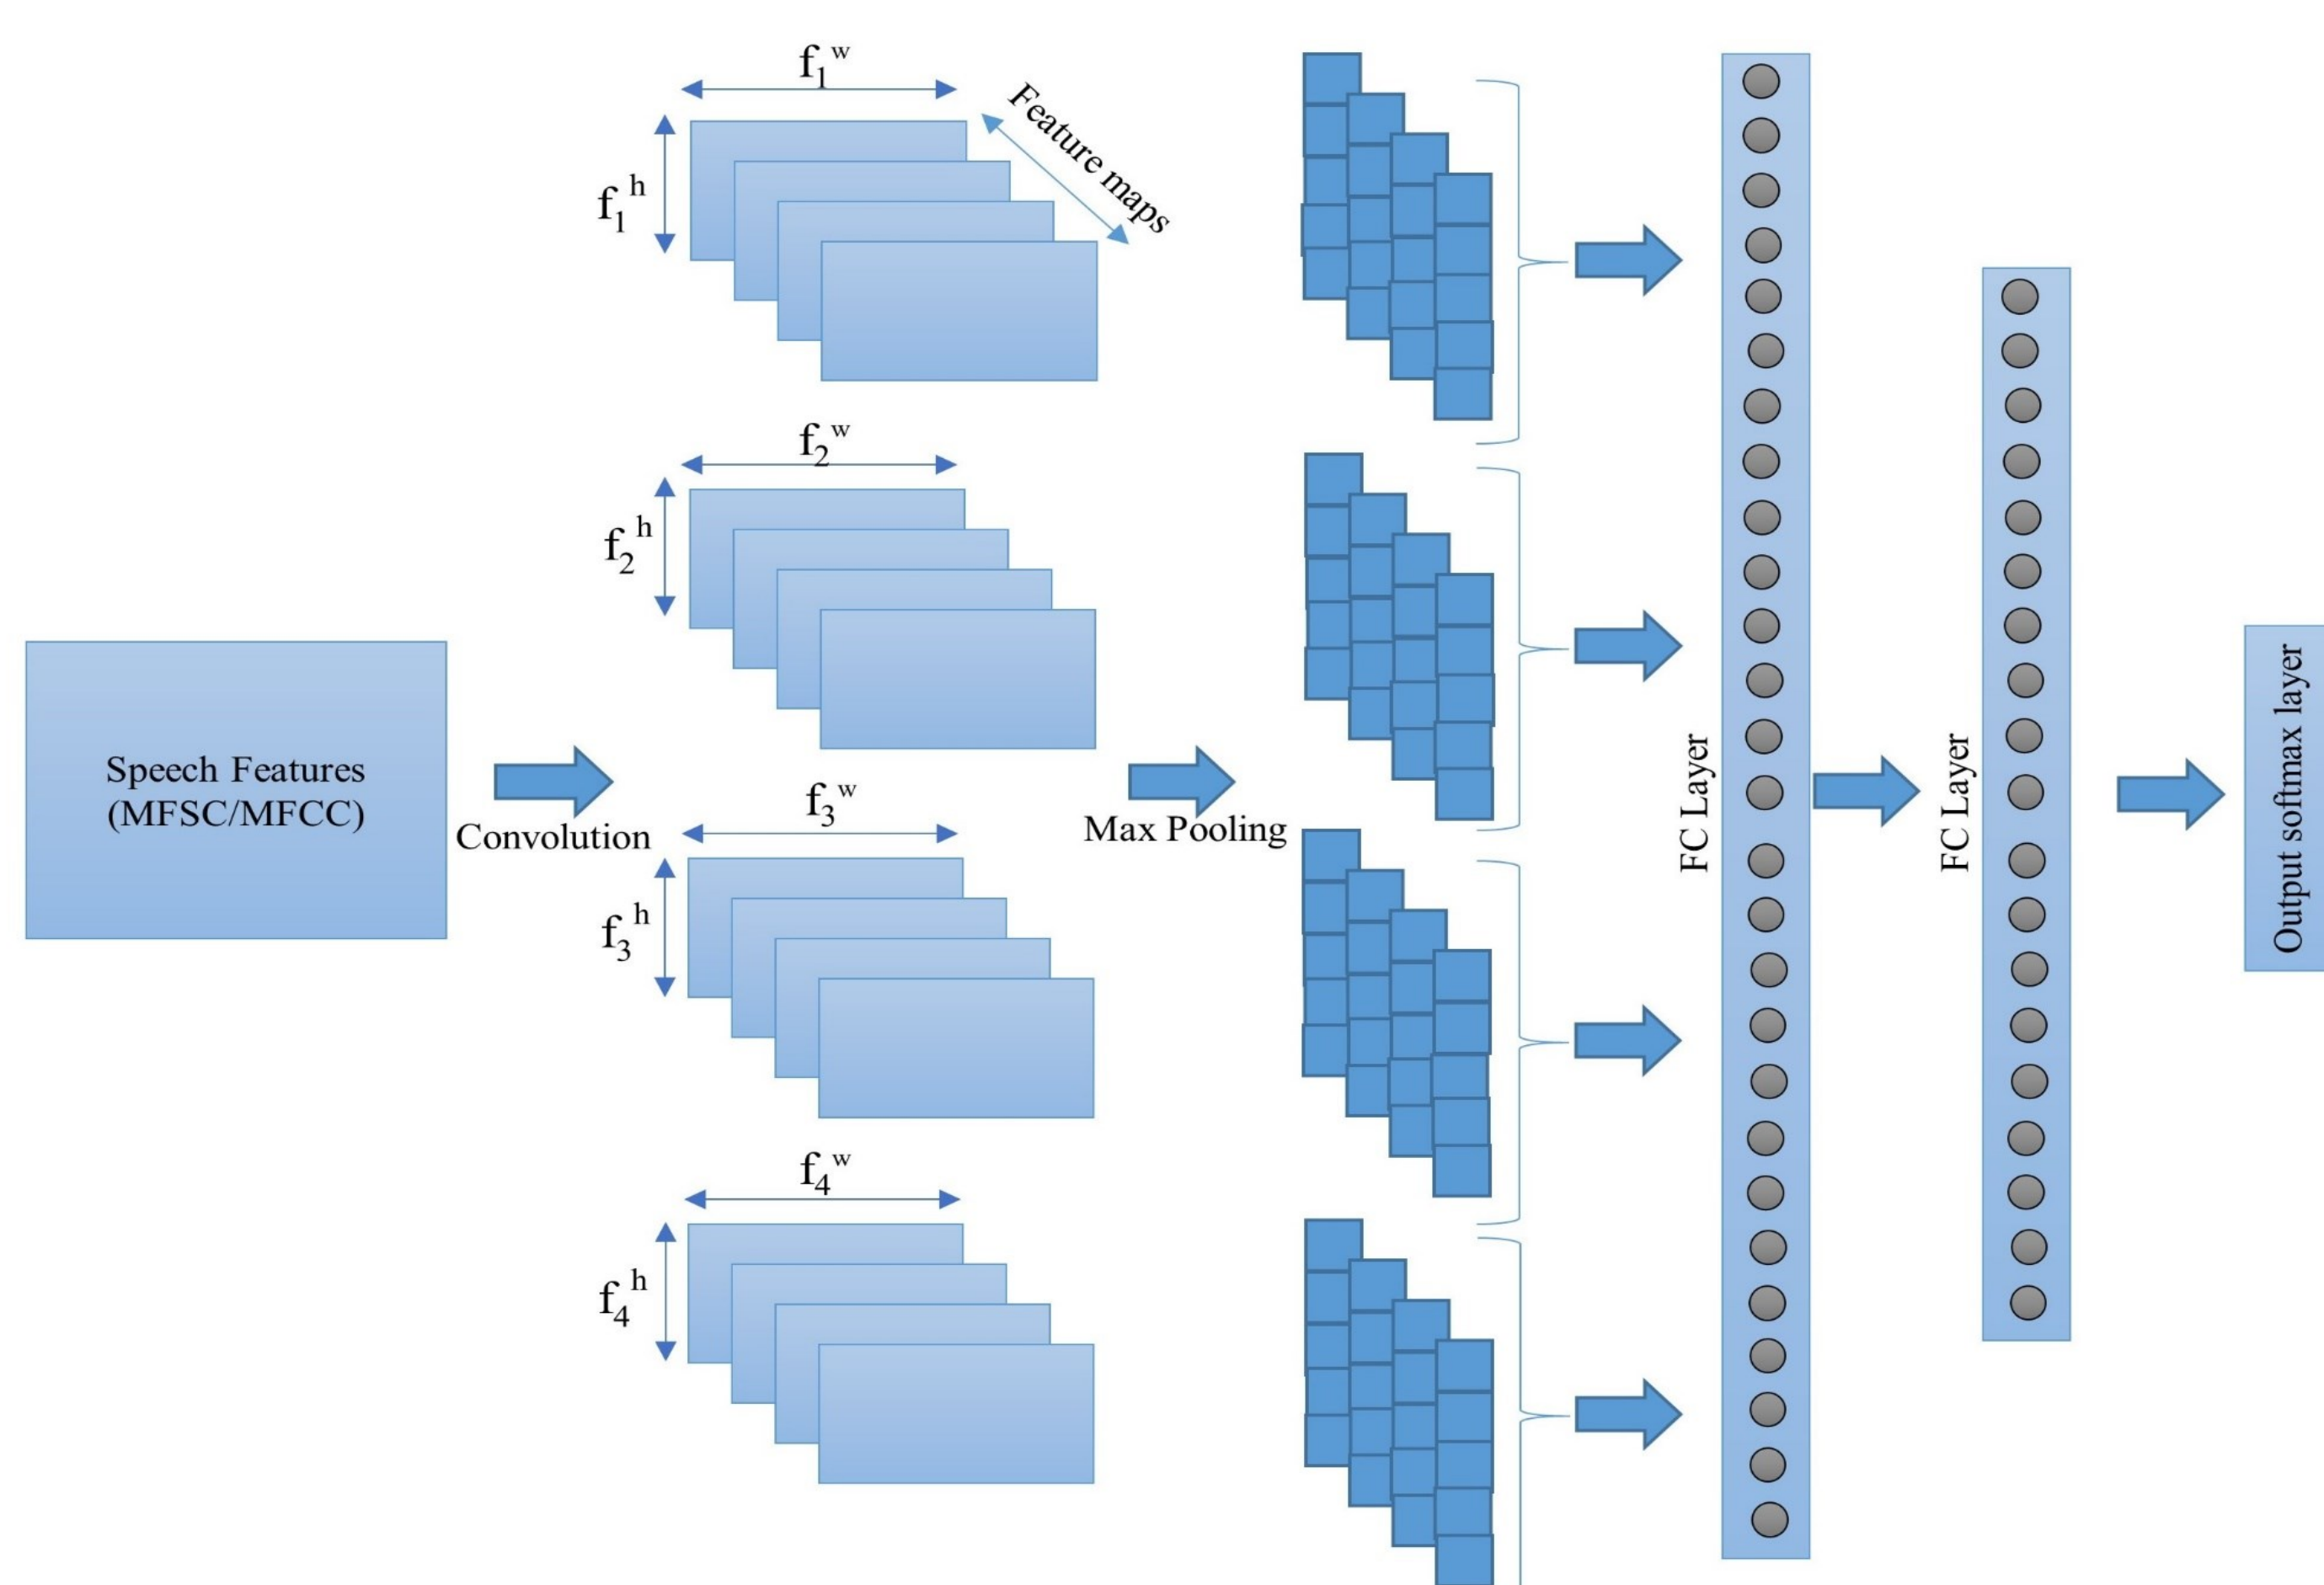 f₁ʷ
Feature maps
f₁ʰ
f₂ʷ
f₂ʰ
Speech Features
(MFSC/MFCC)
Convolution
f₃ʷ
f₃ʰ
f₄ʷ
f₄ʰ
Max Pooling
FC Layer
FC Layer
Output softmax layer